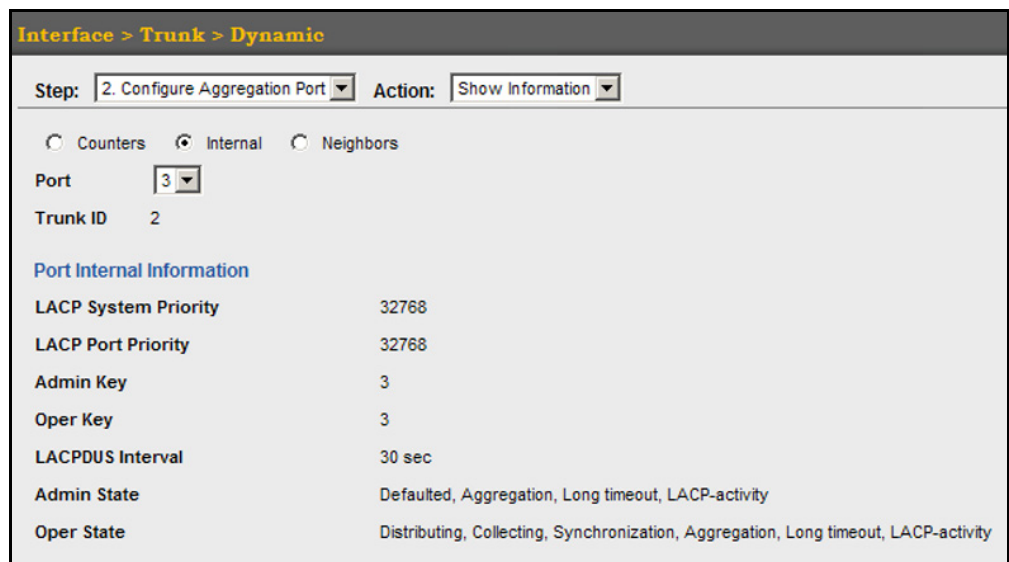 Interface > Trunk > Dynamic
Step: 2. Configure Aggregation Port Action: Show Information
Counters Internal Neighbors
Port 3
Trunk ID 2
Port Internal Information
LACP System Priority 32768
LACP Port Priority 32768
Admin Key 3
Oper Key 3
LACPDUS Interval 30 sec
Admin State Defaulted, Aggregation, Long timeout, LACP-activity
Oper State Distributing, Collecting, Synchronization, Aggregation, Long timeout, LACP-activity